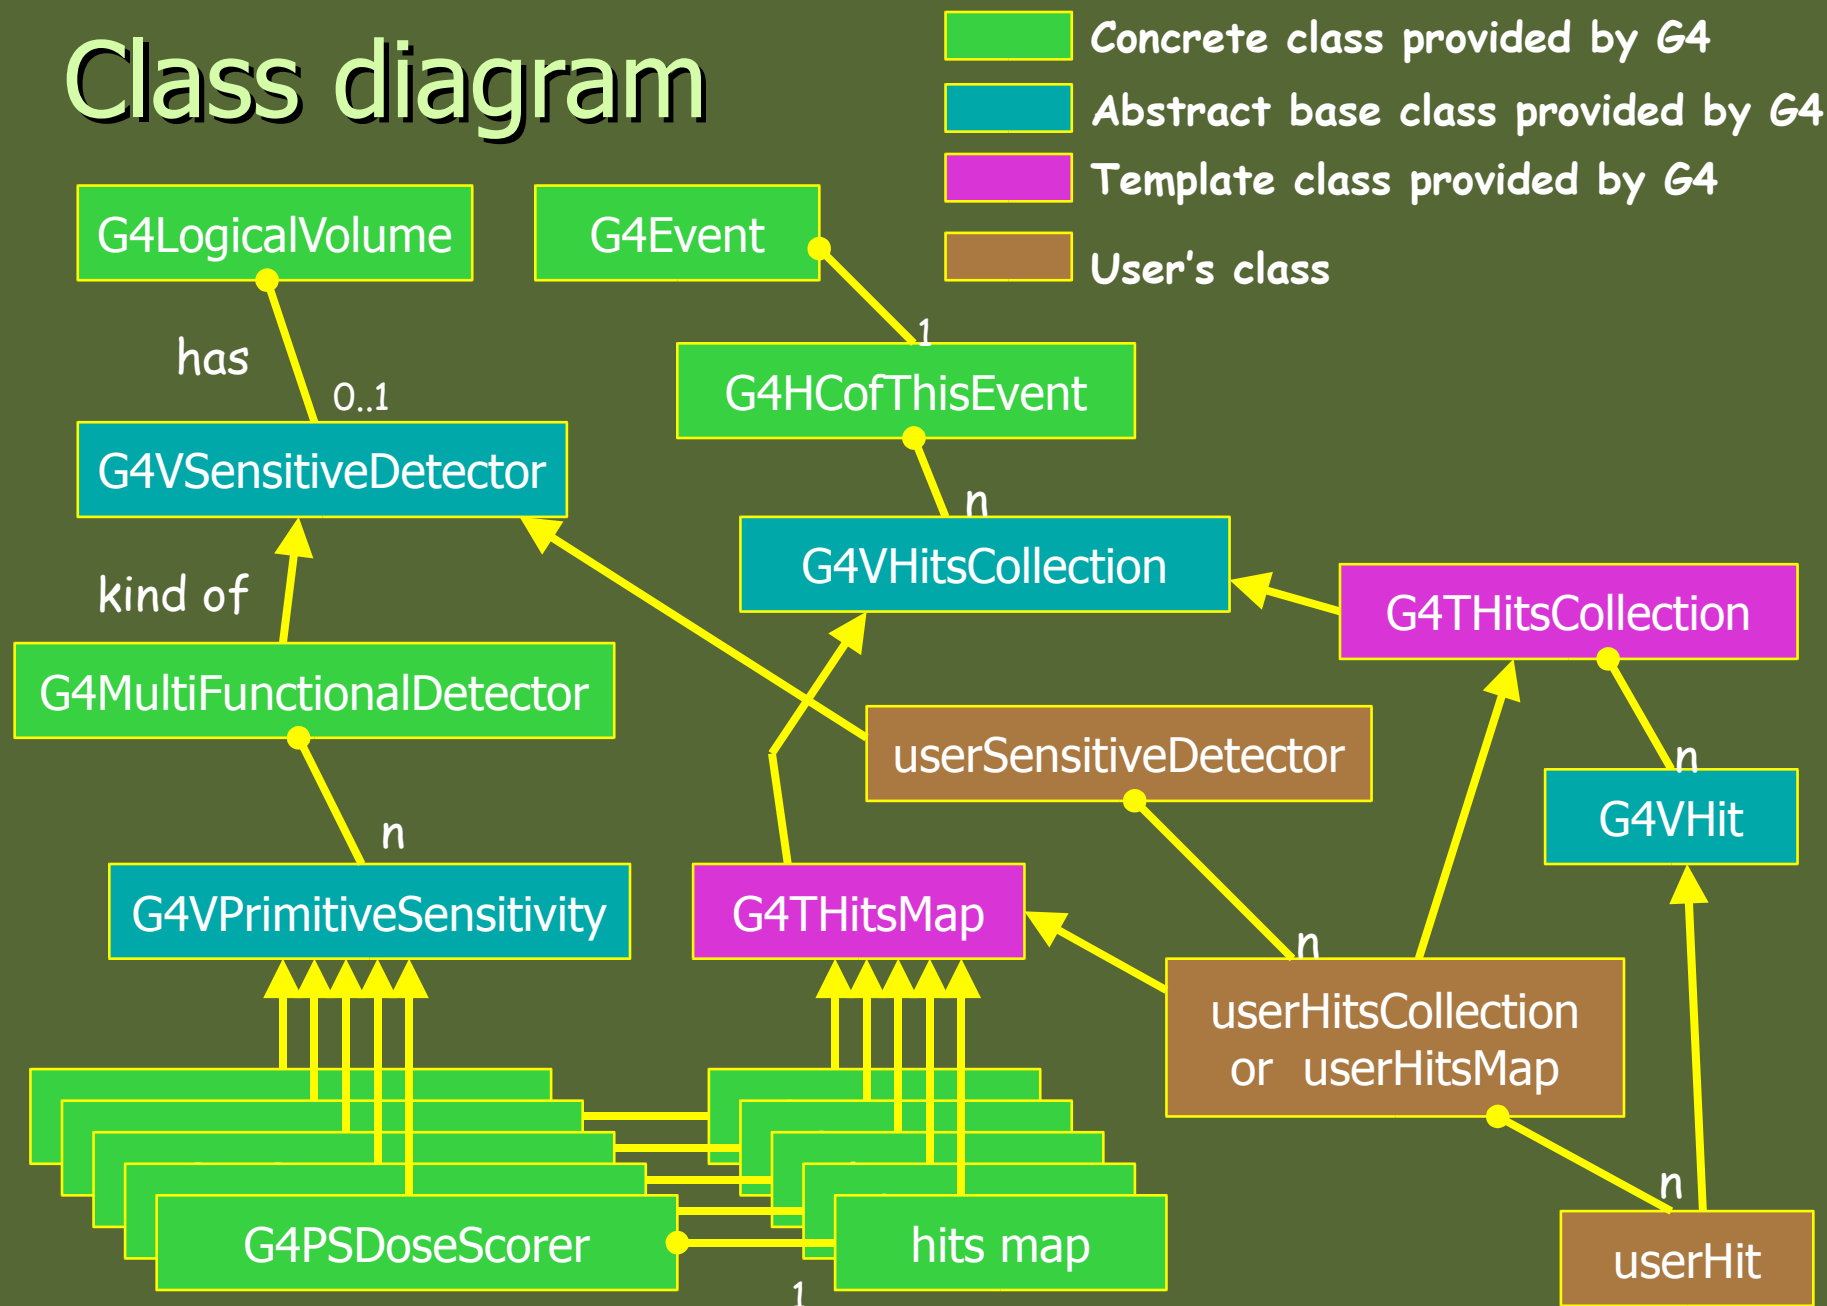 Class diagram
Concrete class provided by G4
Abstract base class provided by G4
Template class provided by G4
User's class
G4LogicalVolume
G4Event
has
0..1
1
G4HCofThisEvent
G4VSensitiveDetector
n
G4VHitsCollection
kind of
G4THitsCollection
G4MultiFunctionalDetector
userSensitiveDetector
n
G4VHit
n
G4VPrimitiveSensitivity
G4THitsMap
n
userHitsCollection
or userHitsMap
n
G4PSDoseScorer
hits map
userHit
1